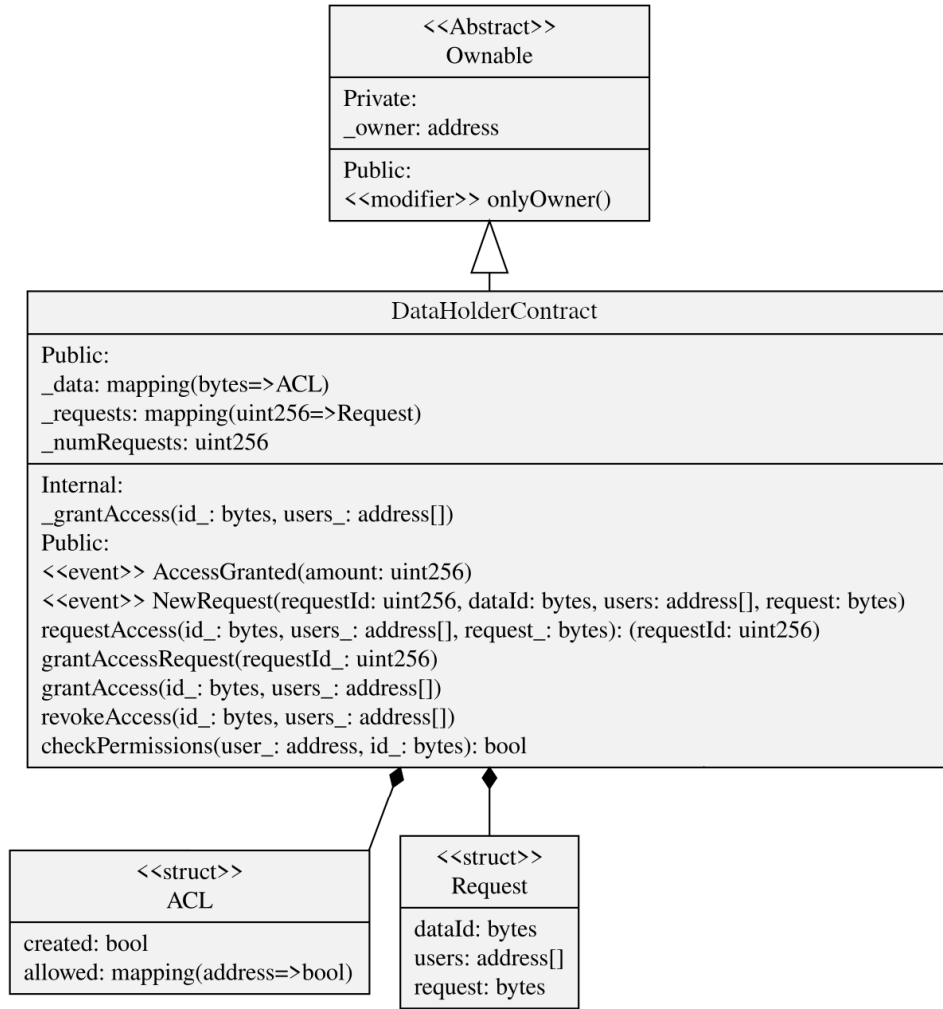 <<Abstract>>
Ownable
Private:
_owner: address
Public:
<<modifier>> onlyOwner()
DataHolderContract
Public:
_data: mapping(bytes=>ACL)
_requests: mapping(uint256=>Request)
_numRequests: uint256
Internal:
_grantAccess(id_: bytes, users_: address[])
Public:
<<event>> AccessGranted(amount: uint256)
<<event>> NewRequest(requestId: uint256, dataId: bytes, users: address[], request: bytes)
requestAccess(id_: bytes, users_: address[], request_: bytes): (requestId: uint256)
grantAccessRequest(requestId_: uint256)
grantAccess(id_: bytes, users_: address[])
revokeAccess(id_: bytes, users_: address[])
checkPermissions(user_: address, id_: bytes): bool
<<struct>>
ACL
created: bool
allowed: mapping(address=>bool)
<<struct>>
Request
dataId: bytes
users: address[]
request: bytes